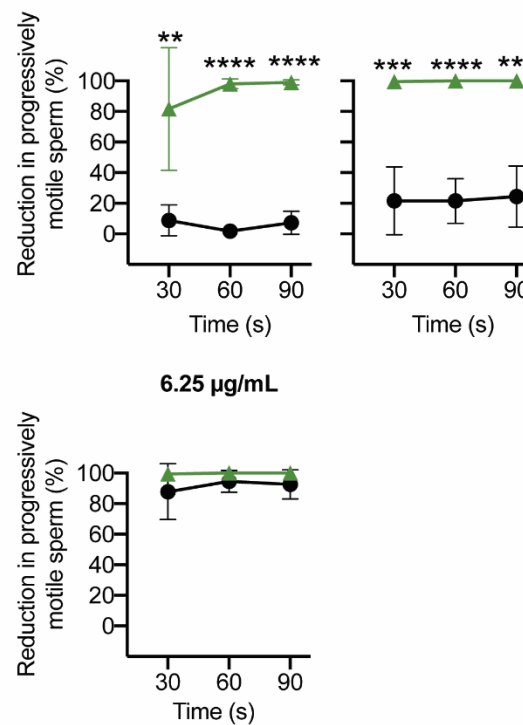 ** **** ****
*** **** **
Reduction in progressively
motile sperm (%)
100
80
60
40
20
0
30 60 90
30 60 90
Time (s)
Time (s)
6.25 µg/mL
Reduction in progressively
motile sperm (%)
100
80
60
40
20
0
30 60 90
Time (s)